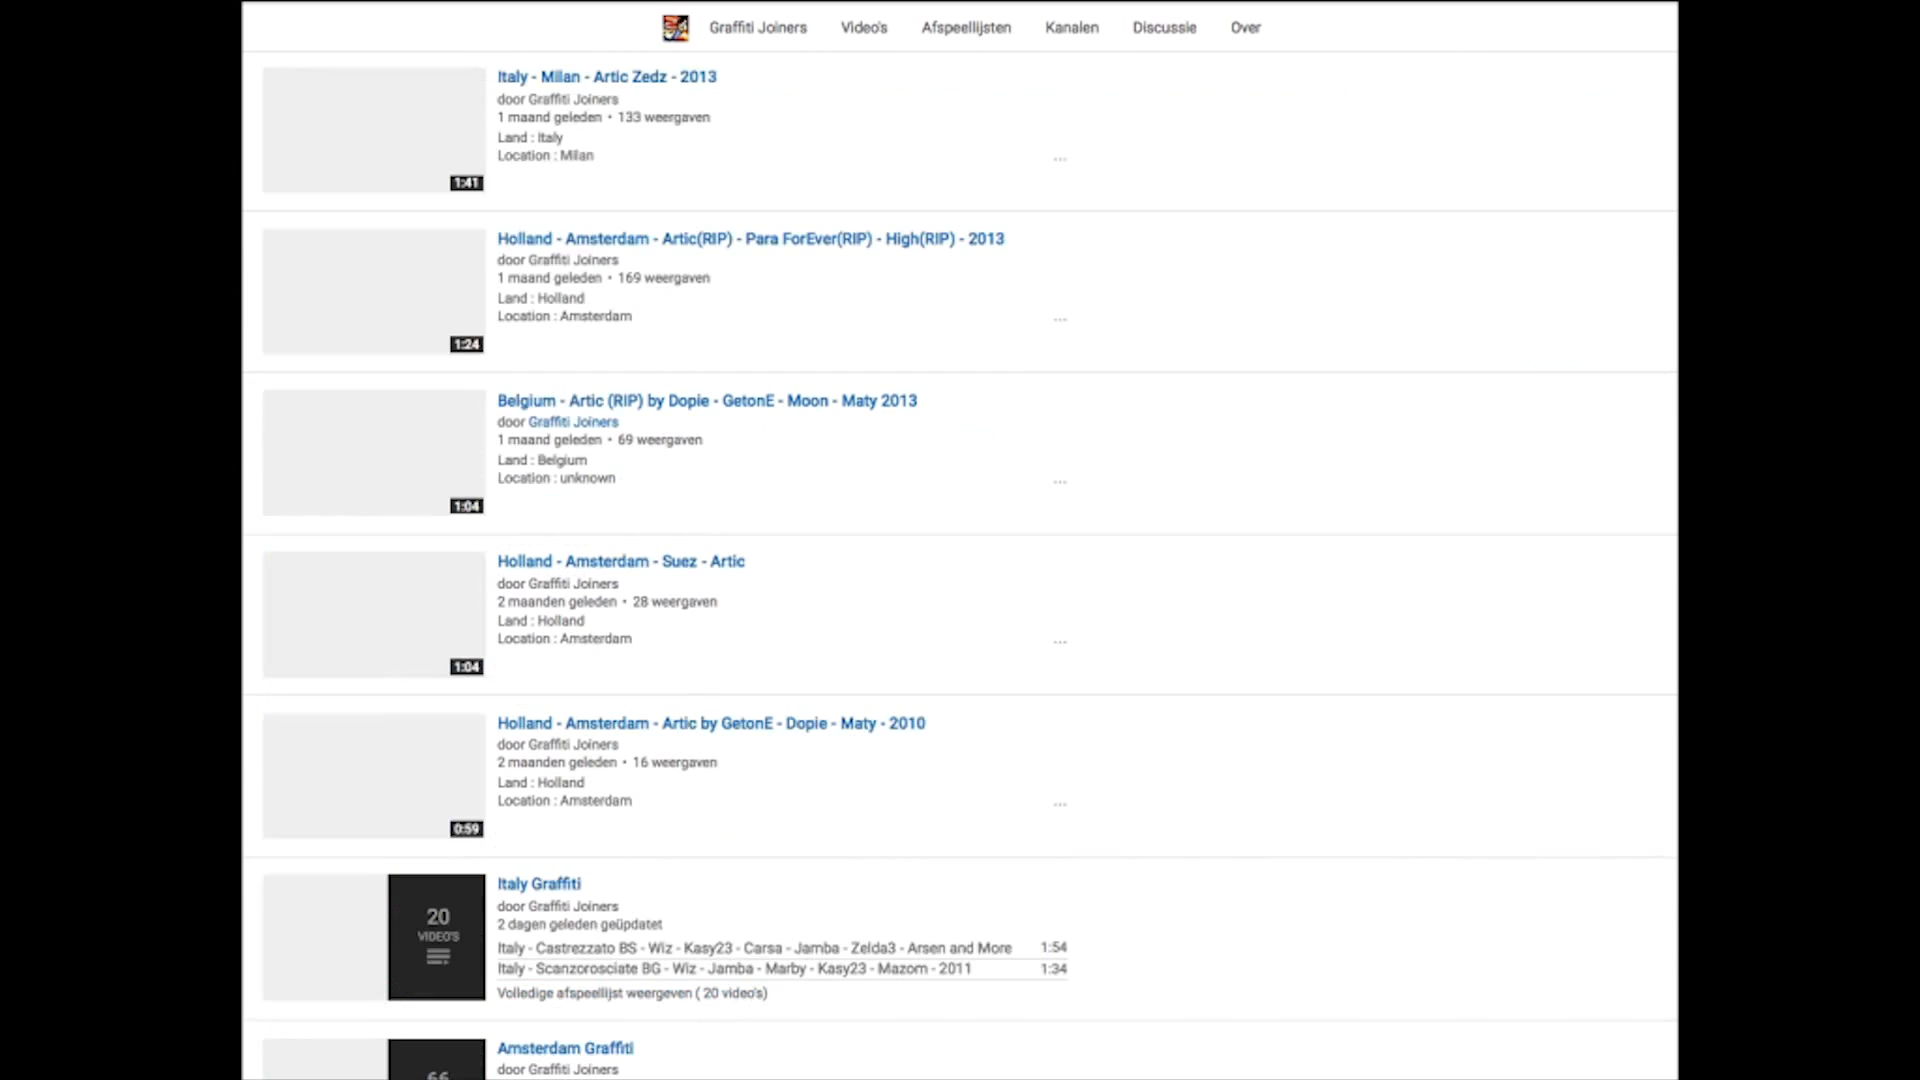 Graffiti Joiners Video's Afspeellijsten Kanalen Discussie Over
Italy - Milan - Artic Zedz - 2013
door Graffiti Joiners
1 maand geleden • 133 weergaven
Land : Italy
Location : Milan
...
1:41
Holland - Amsterdam - Artic(RIP) - Para ForEver(RIP) - High(RIP) - 2013
door Graffiti Joiners
1 maand geleden • 169 weergaven
Land : Holland
Location : Amsterdam
...
1:24
Belgium - Artic (RIP) by Dopie - GetonE - Moon - Maty 2013
door Graffiti Joiners
1 maand geleden • 69 weergaven
Land : Belgium
Location : unknown
...
1:04
Holland - Amsterdam - Suez - Artic
door Graffiti Joiners
2 maanden geleden • 28 weergaven
Land : Holland
Location : Amsterdam
...
1:04
Holland - Amsterdam - Artic by GetonE - Dopie - Maty - 2010
door Graffiti Joiners
2 maanden geleden • 16 weergaven
Land : Holland
Location : Amsterdam
...
0:59
20
VIDEO'S
Italy Graffiti
door Graffiti Joiners
2 dagen geleden geüpdatet
Italy - Castrezzato BS - Wiz - Kasy23 - Carsa - Jamba - Zelda3 - Arsen and More 1:54
Italy - Scanzorosciate BG - Wiz - Jamba - Marby - Kasy23 - Mazom - 2011 1:34
Volledige afspeellijst weergeven ( 20 video's)
Amsterdam Graffiti
door Graffiti Joiners